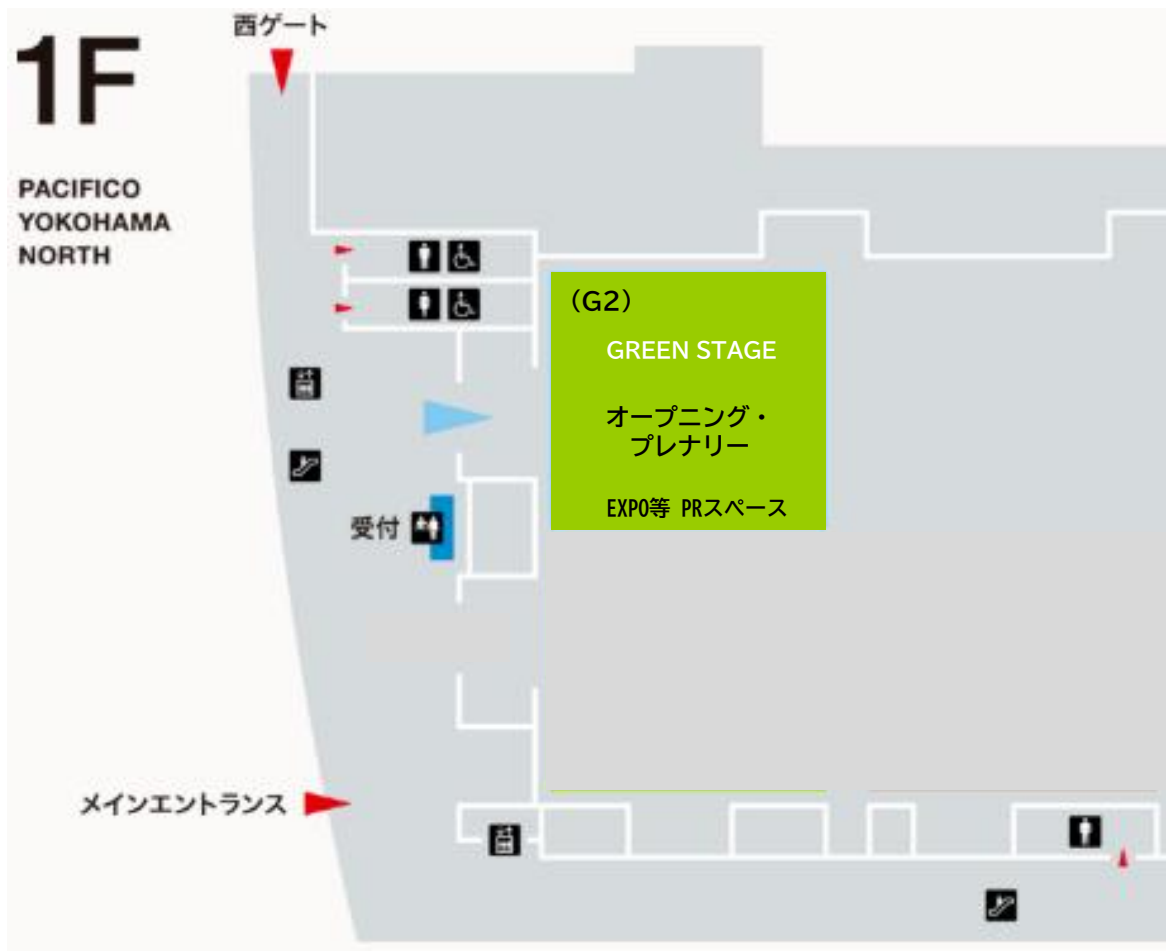 西ゲート
1F
PACIFICO
YOKOHAMA
NORTH
(G2)
GREEN STAGE
オープニング・
プレナリー
EXPO等 PRスペース
受付
メインエントランス